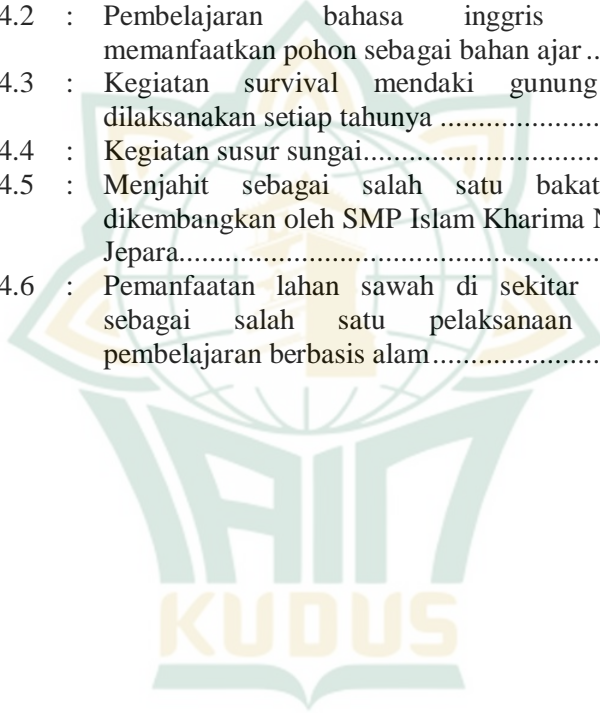 4.2 : Pembelajaran bahasa inggris
memanfaatkan pohon sebagai bahan ajar ..
4.3 : Kegiatan survival mendaki gunung
dilaksanakan setiap tahunya ....................
4.4 : Kegiatan susur sungai.................................
4.5 : Menjahit sebagai salah satu bakat
dikembangkan oleh SMP Islam Kharima N
Jepara..........................................................
4.6 : Pemanfaatan lahan sawah di sekitar
sebagai salah satu pelaksanaan
pembelajaran berbasis alam.......................
IAIN
KUDUS